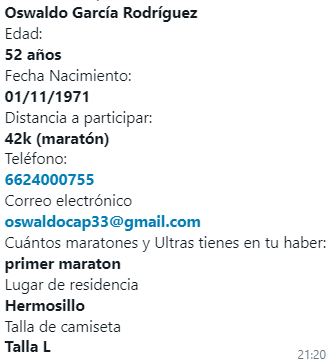 Oswaldo García Rodríguez
Edad:
52 años
Fecha Nacimiento:
01/11/1971
Distancia a participar:
42k (maratón)
Teléfono:
6624000755
Correo electrónico
oswaldocap33@gmail.com
Cuántos maratones y Ultras tienes en tu haber:
primer maraton
Lugar de residencia
Hermosillo
Talla de camiseta
Talla L
21:20